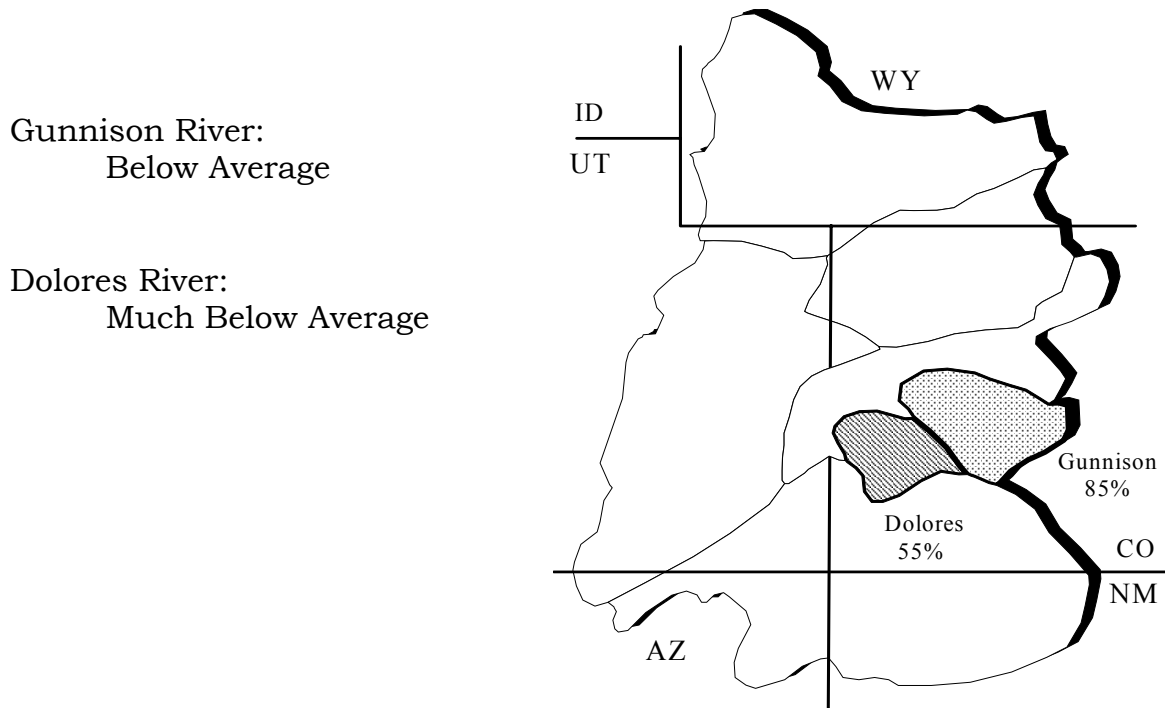 Gunnison River:
Below Average
Dolores River:
Much Below Average
WY
ID
UT
Gunnison
85%
Dolores
55%
CO
NM
AZ